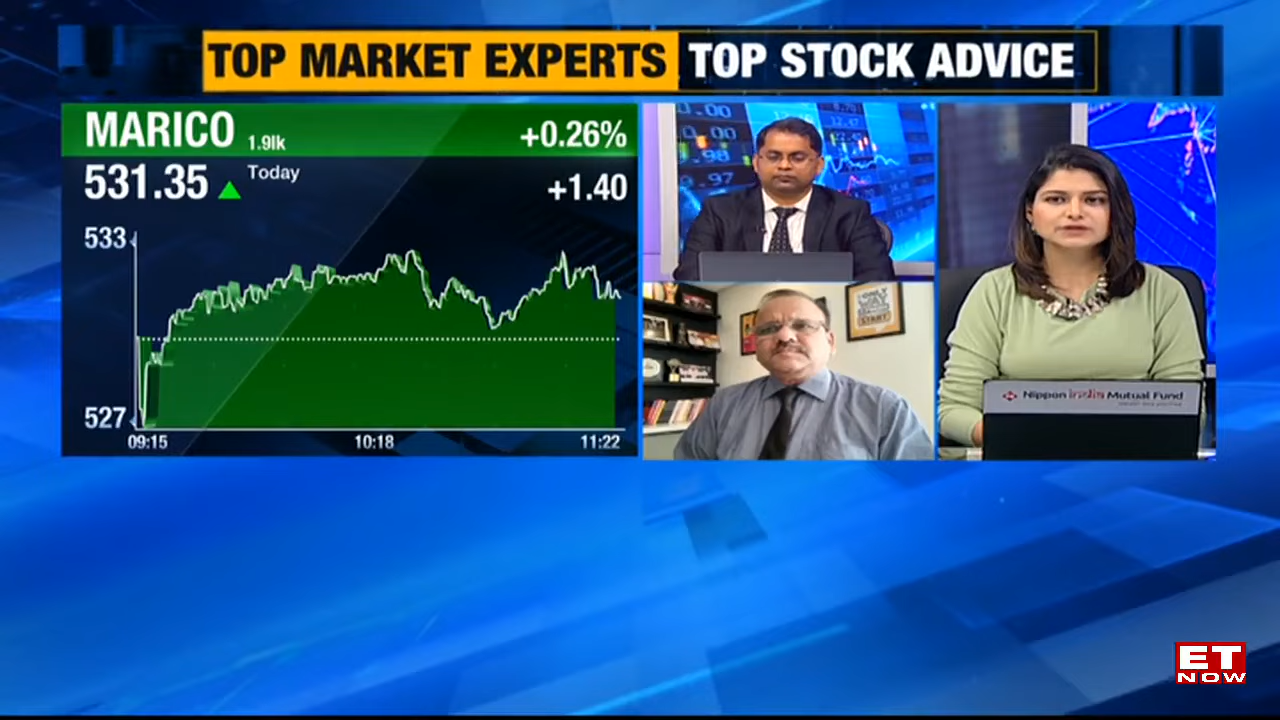 TOP MARKET EXPERTS TOP STOCK ADVICE
MARICO 1.9lk +0.26%
531.35 Today +1.40
533
527
09:15 10:18 11:22
START
Nippon india Mutual Fund
ET
NOW